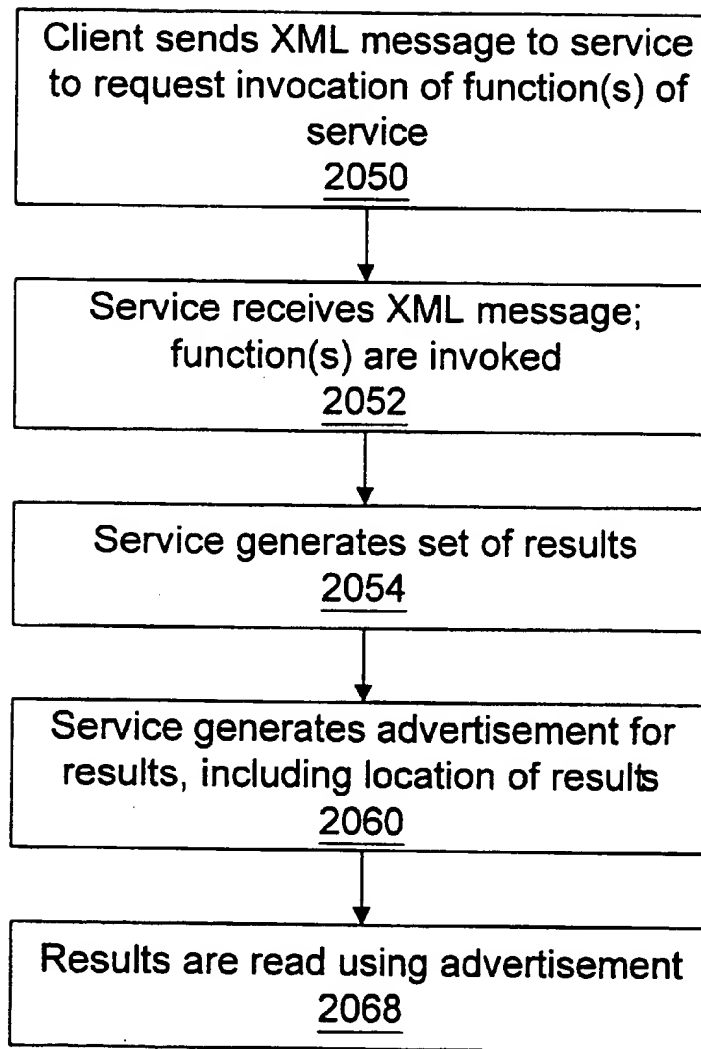 Client sends XML message to service
to request invocation of function(s) of
service
2050
Service receives XML message;
function(s) are invoked
2052
Service generates set of results
2054
Service generates advertisement for
results, including location of results
2060
Results are read using advertisement
2068